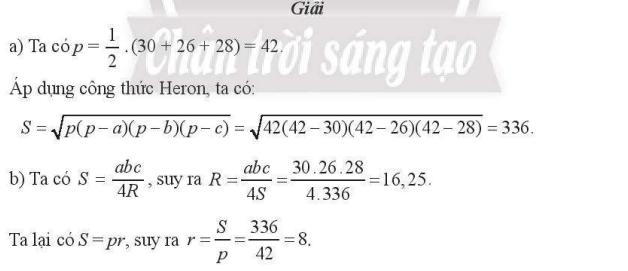 Giải
Chân trời sáng tạo
a) Ta có p = \frac{1}{2} . (30 + 26 + 28) = 42.
Áp dụng công thức Heron, ta có:
S = \sqrt{p(p − a)(p − b)(p − c)} = \sqrt{42(42 − 30)(42 − 26)(42 − 28)} = 336.
b) Ta có S = \frac{abc}{4R}, suy ra R = \frac{abc}{4S} = \frac{30 . 26 . 28}{4 . 336} = 16, 25.
Ta lại có S = pr, suy ra r = \frac{S}{p} = \frac{336}{42} = 8.